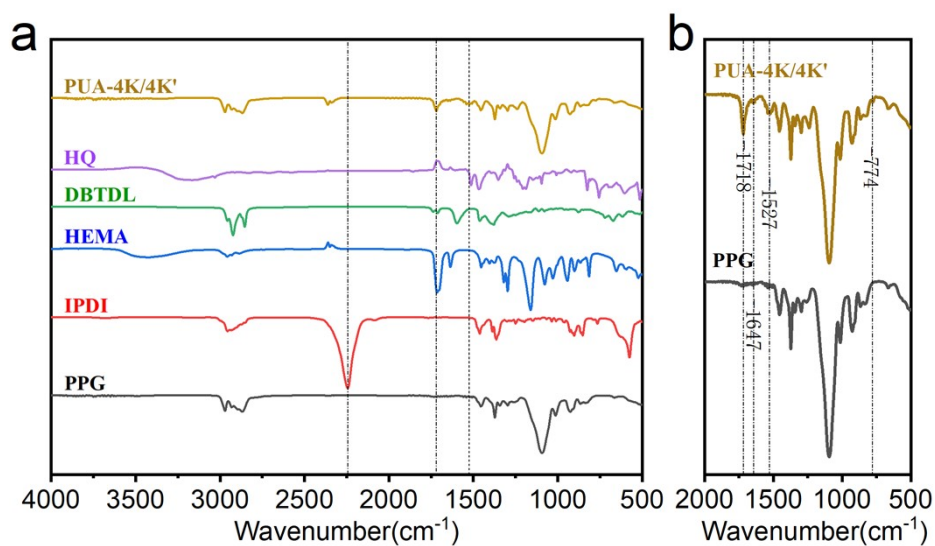 a
PUA-4K/4K'
HQ
DBTDL
HEMA
IPDI
PPG
4000 3500 3000 2500 2000 1500 1000 500
Wavenumber(cm⁻¹)
b
PUA-4K/4K'
1718
1527
774
PPG
1647
2000 1500 1000 500
Wavenumber(cm⁻¹)